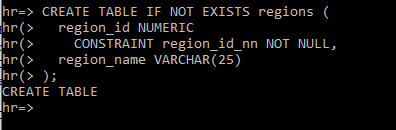 hr=> CREATE TABLE IF NOT EXISTS regions (
hr(>   region_id NUMERIC
hr(>     CONSTRAINT region_id_nn NOT NULL,
hr(>   region_name VARCHAR(25)
hr(> );
CREATE TABLE
hr=>